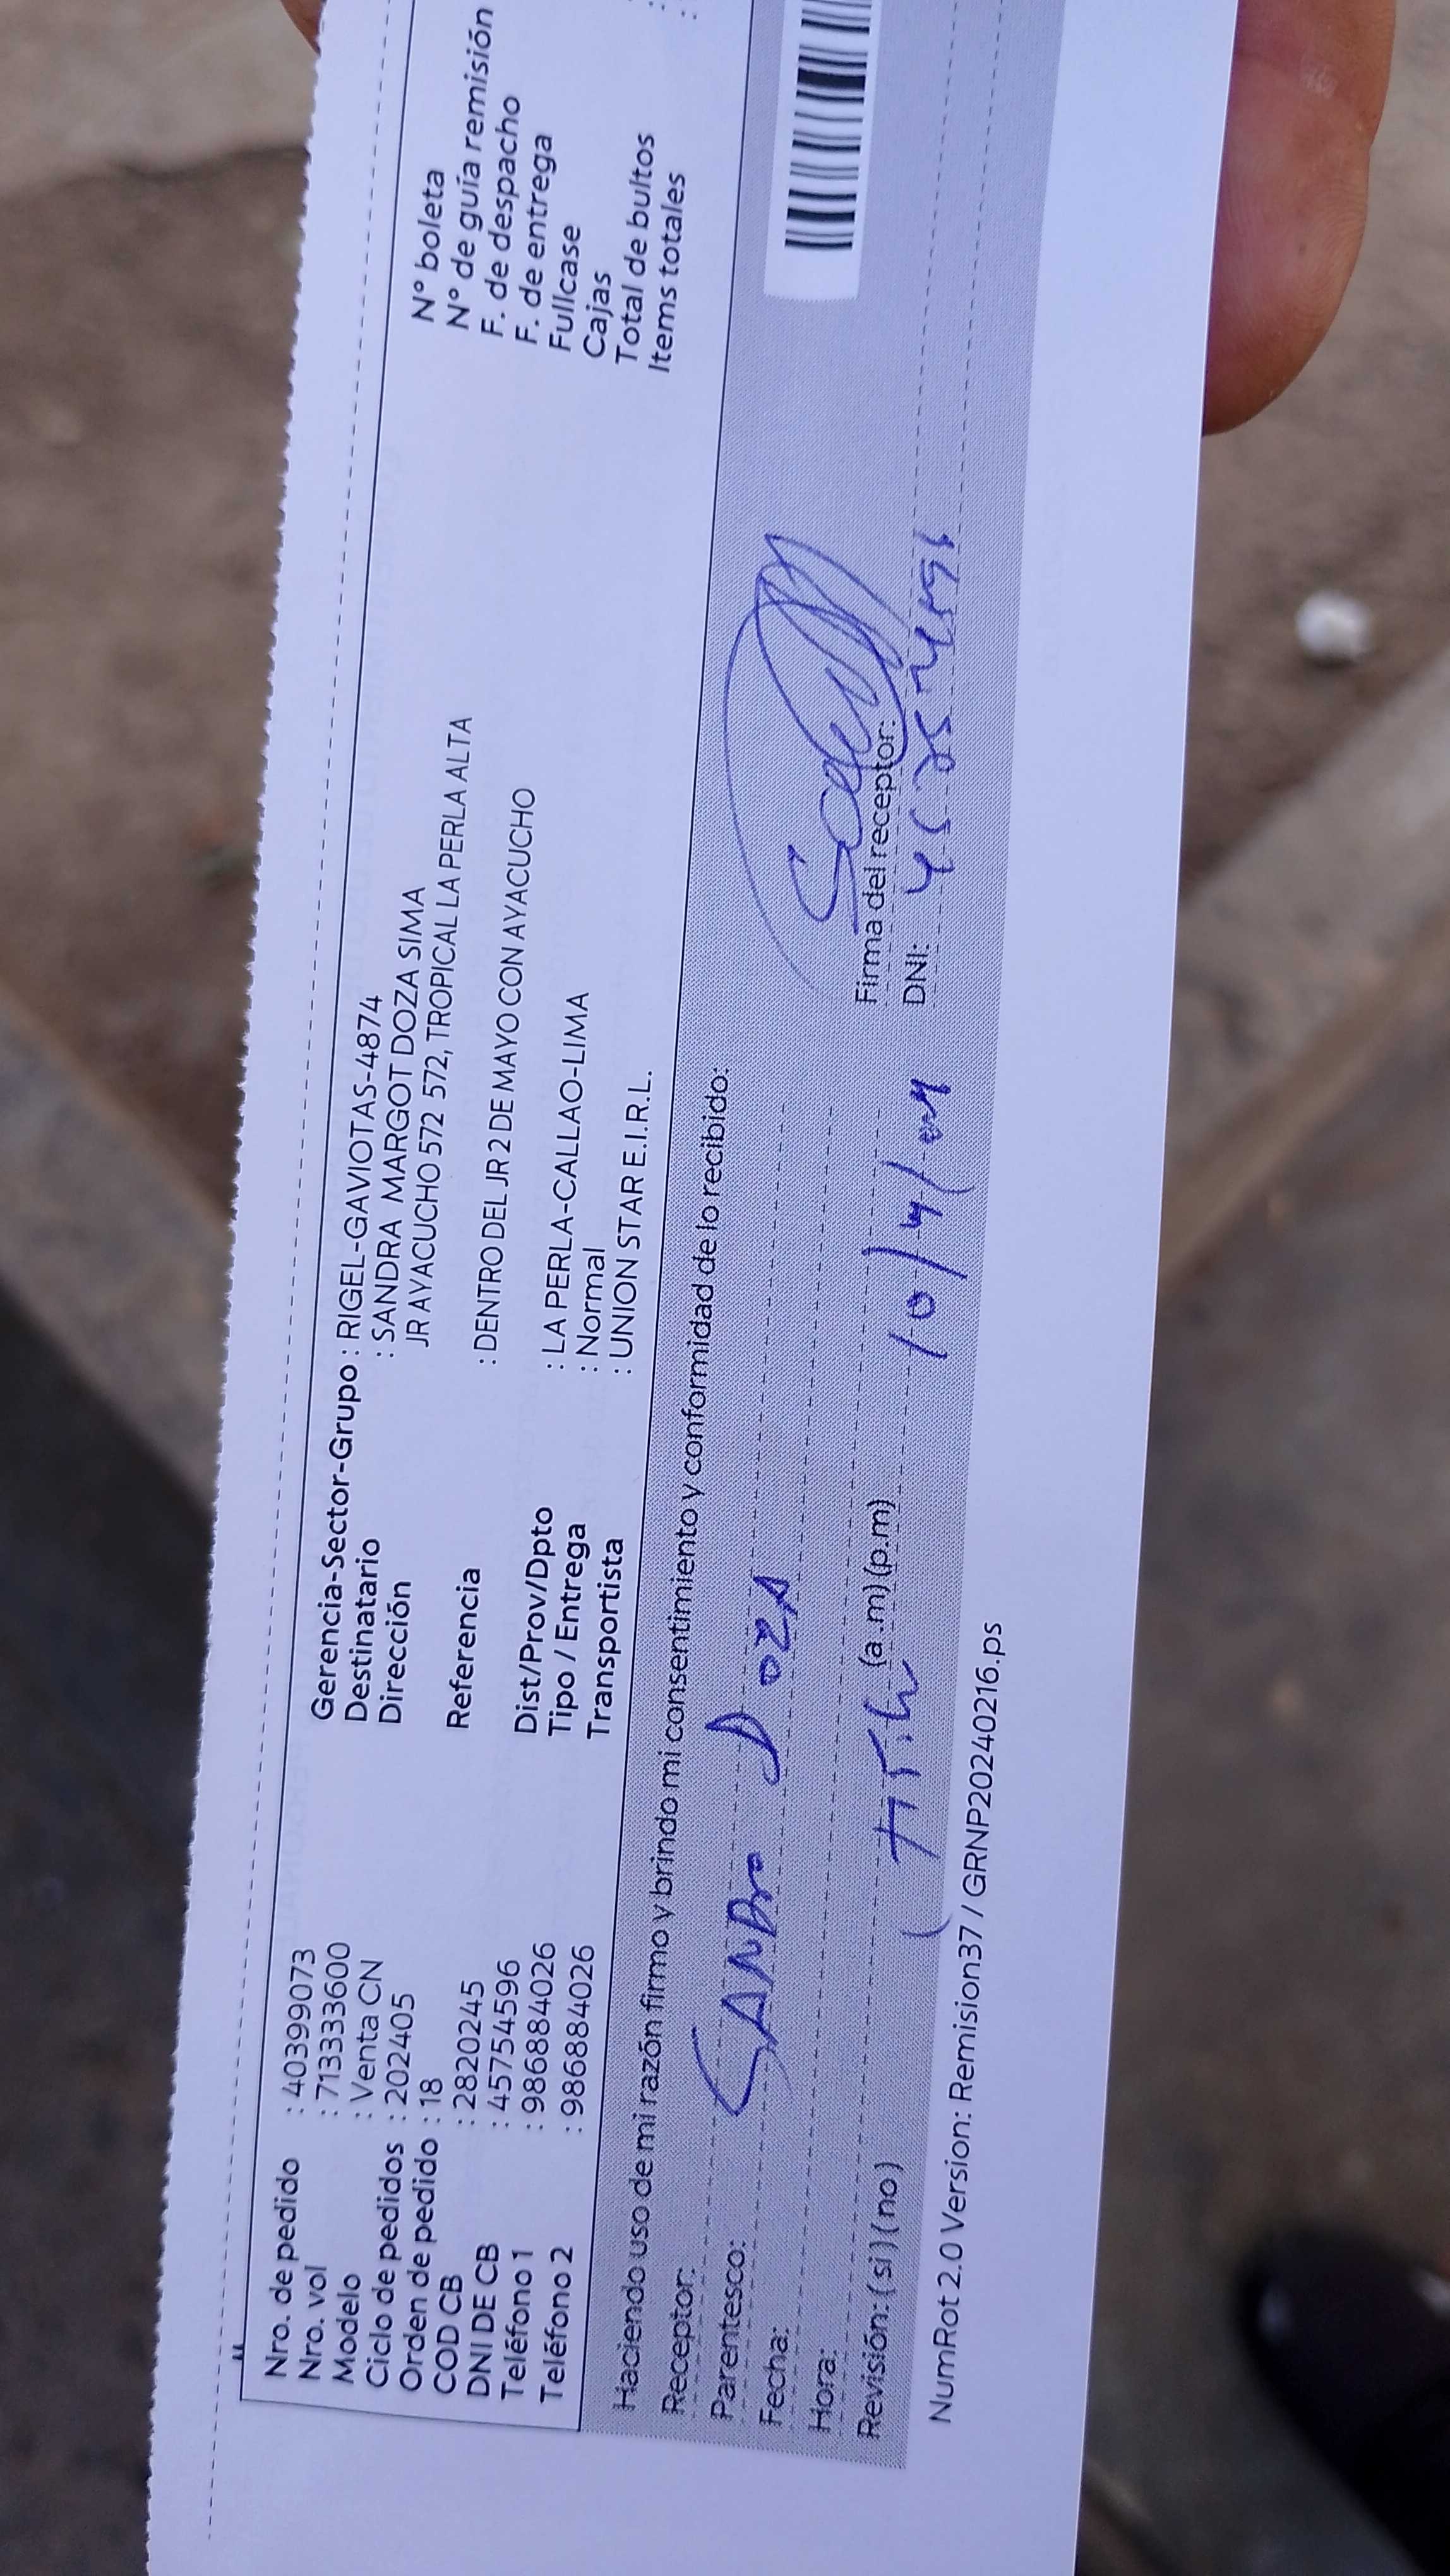 Nro. de pedido : 40399073
Nro. vol : 713333600
Modelo : Venta CN
Ciclo de pedidos : 202405
Orden de pedido : 18
COD CB : 2820245
DNI DE CB : 45754596
Teléfono 1 : 986884026
Teléfono 2 : 986884026
Gerencia-Sector-Grupo : RIGEL-GAVIOTAS-4874
Destinatario : SANDRA MARGOT DOZA SIMA
Dirección JR AYACUCHO 572 572, TROPICAL LA PERLA ALTA
Referencia : DENTRO DEL JR 2 DE MAYO CON AYACUCHO
Dist/Prov/Dpto : LA PERLA-CALLAO-LIMA
Tipo / Entrega : Normal
Transportista : UNION STAR E.I.R.L.
N° boleta
N° de guía remisión
F. de despacho
F. de entrega
Fullcase
Cajas
Total de bultos :
Items totales :
Haciendo uso de mi razón firmo y brindo mi consentimiento y conformidad de lo recibido:
Receptor:
Parentesco: DOZA
Fecha:
Hora: (a.m)(p.m)
Revisión: (si) (no)
Firma del receptor:
DNI:
NumRot 2.0 Version: Remision37 / GRNP20240216.ps